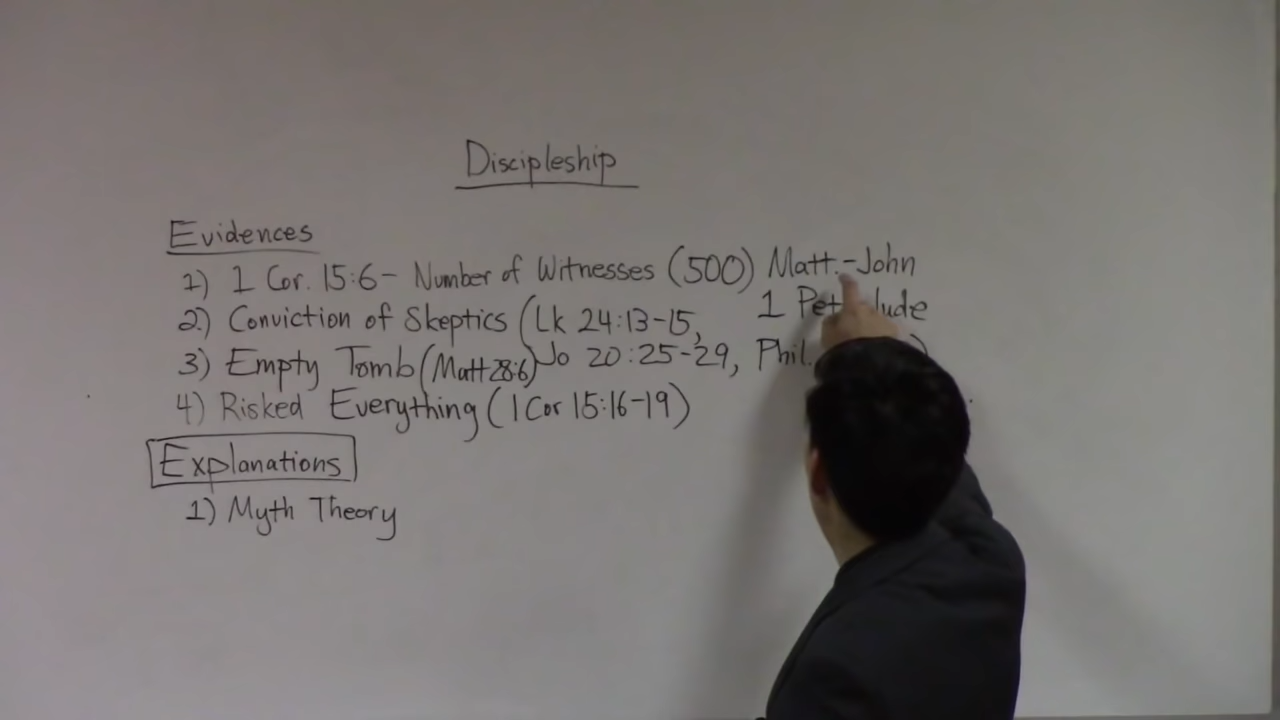 Discipleship
Evidences
1) 1 Cor. 15:6 - Number of Witnesses (500) Matt.-John
2.) Conviction of Skeptics (Lk 24:13-15, 1 Pet Jude
3) Empty Tomb (Matt 28:6) Jo 20:25-29, Phil.
4) Risked Everything (1 Cor 15:16-19)
Explanations
1) Myth Theory